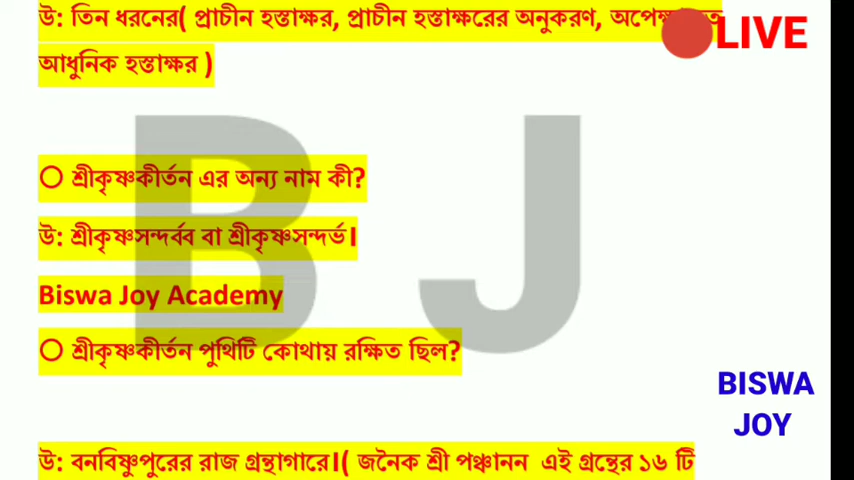 উ: তিন ধরনের( প্রাচীন হস্তাক্ষর, প্রাচীন হস্তাক্ষরের অনুকরণ,
LIVE
আধুনিক হস্তাক্ষর )
B J
○ শ্রীকৃষ্ণকীর্তন এর অন্য নাম কী?
উ: শ্রীকৃষ্ণসন্দর্বব বা শ্রীকৃষ্ণসন্দর্ভ।
Biswa Joy Academy
○ শ্রীকৃষ্ণকীর্তন পুথিটি কোথায় রক্ষিত ছিল?
BISWA
JOY
উ: বনবিষ্ণুপুরের রাজ গ্রন্থাগারে।( জনৈক শ্রী পঞ্চানন এই গ্রন্থের ১৬ টি